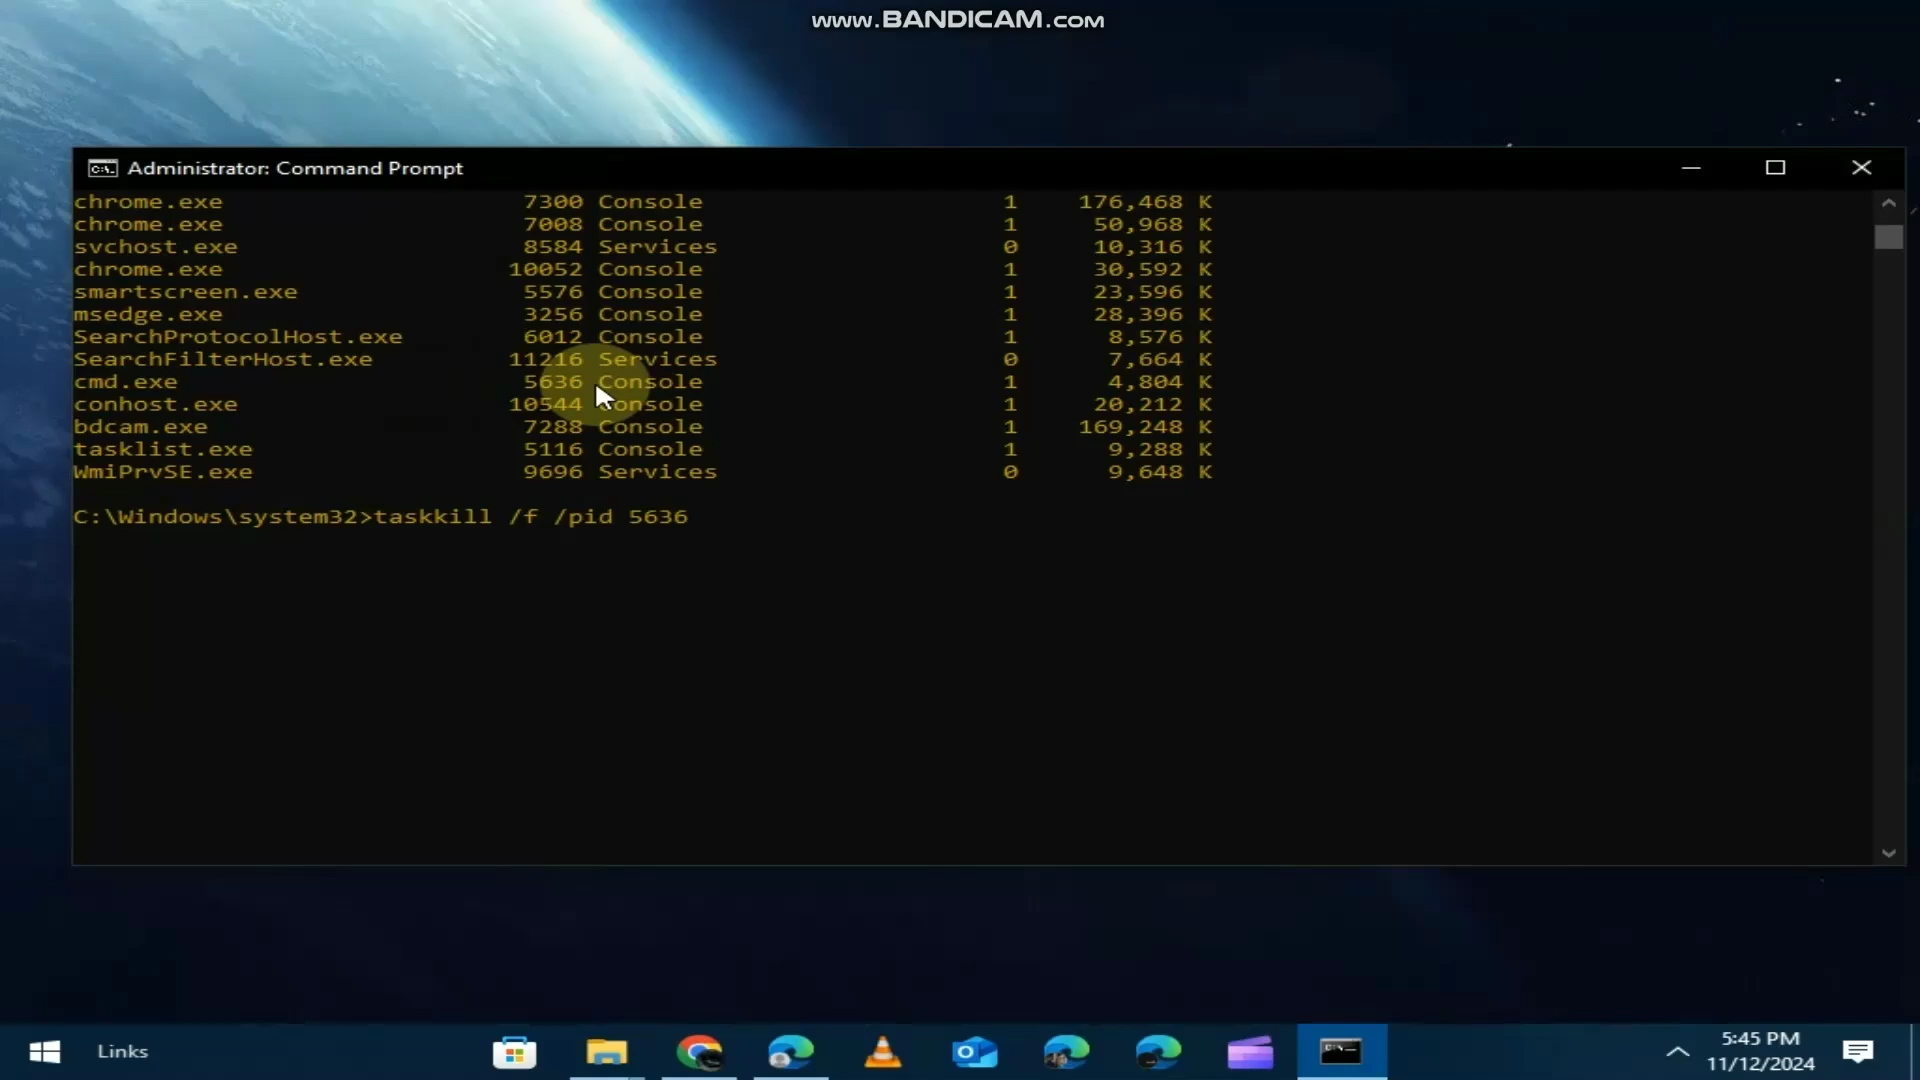 www.BANDICAM.com
Administrator: Command Prompt
chrome.exe 7300 Console 1 176,468 K
chrome.exe 7008 Console 1 50,968 K
svchost.exe 8584 Services 0 10,316 K
chrome.exe 10052 Console 1 30,592 K
smartscreen.exe 5576 Console 1 23,596 K
msedge.exe 3256 Console 1 28,396 K
SearchProtocolHost.exe 6012 Console 1 8,576 K
SearchFilterHost.exe 11216 Services 0 7,664 K
cmd.exe 5636 Console 1 4,804 K
conhost.exe 10544 Console 1 20,212 K
bdcam.exe 7288 Console 1 169,248 K
tasklist.exe 5116 Console 1 9,288 K
WmiPrvSE.exe 9696 Services 0 9,648 K
C:\Windows\system32>taskkill /f /pid 5636
Links
5:45 PM
11/12/2024